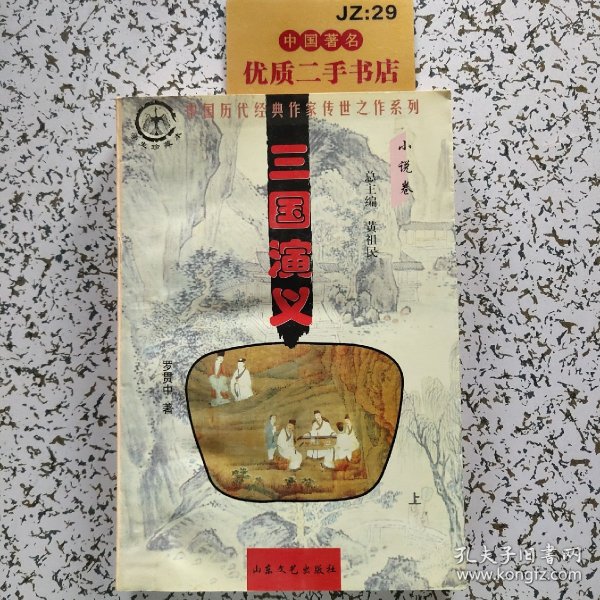 JZ:29
中国著名
优质二手书店
中国历代经典作家传世之作系列
小说卷
总主编 黄祖民
三国演义
罗贯中 著
上
山东文艺出版社
孔夫子旧书网
www.kongfz.com